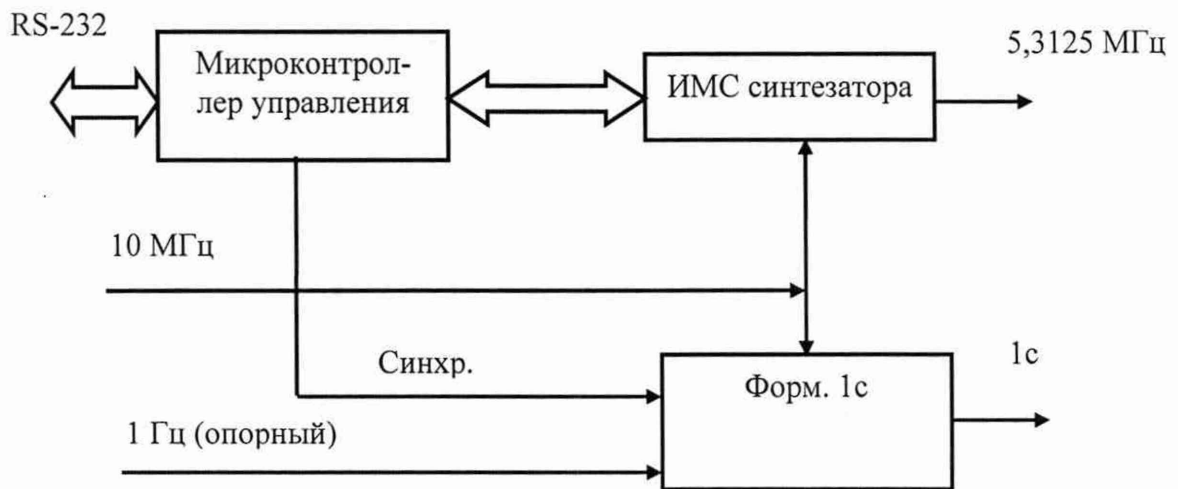 RS-232
Микроконтрол-
лер управления
ИМС синтезатора
5,3125 МГц
10 МГц
Синхр.
Форм. 1с
1с
1 Гц (опорный)